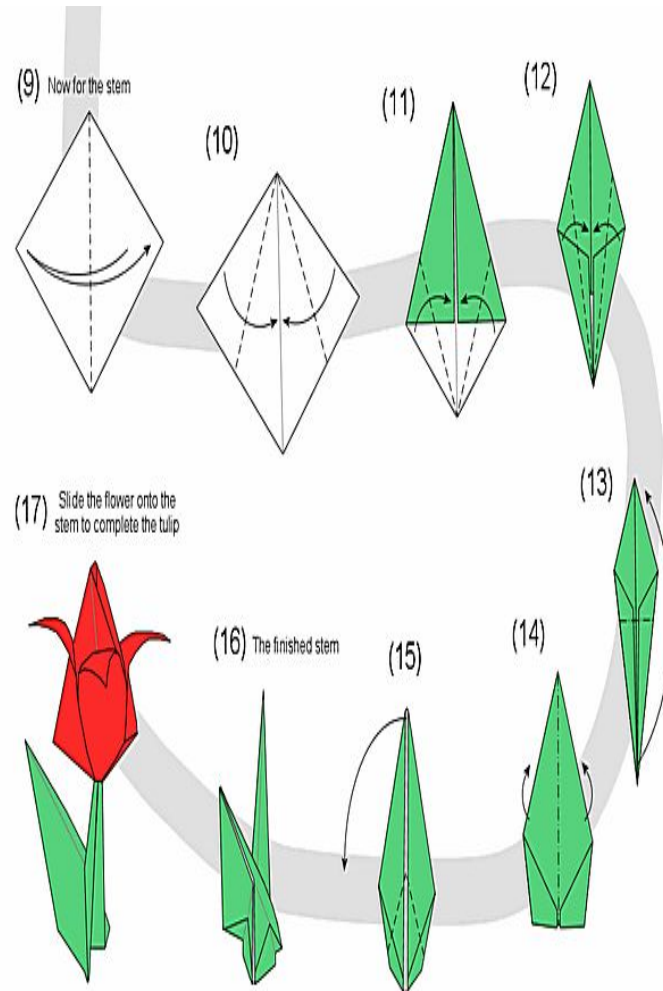 (9) Now for the stem
(10)
(11)
(12)
(13)
(14)
(15)
(16) The finished stem
(17) Slide the flower onto the
stem to complete the tulip